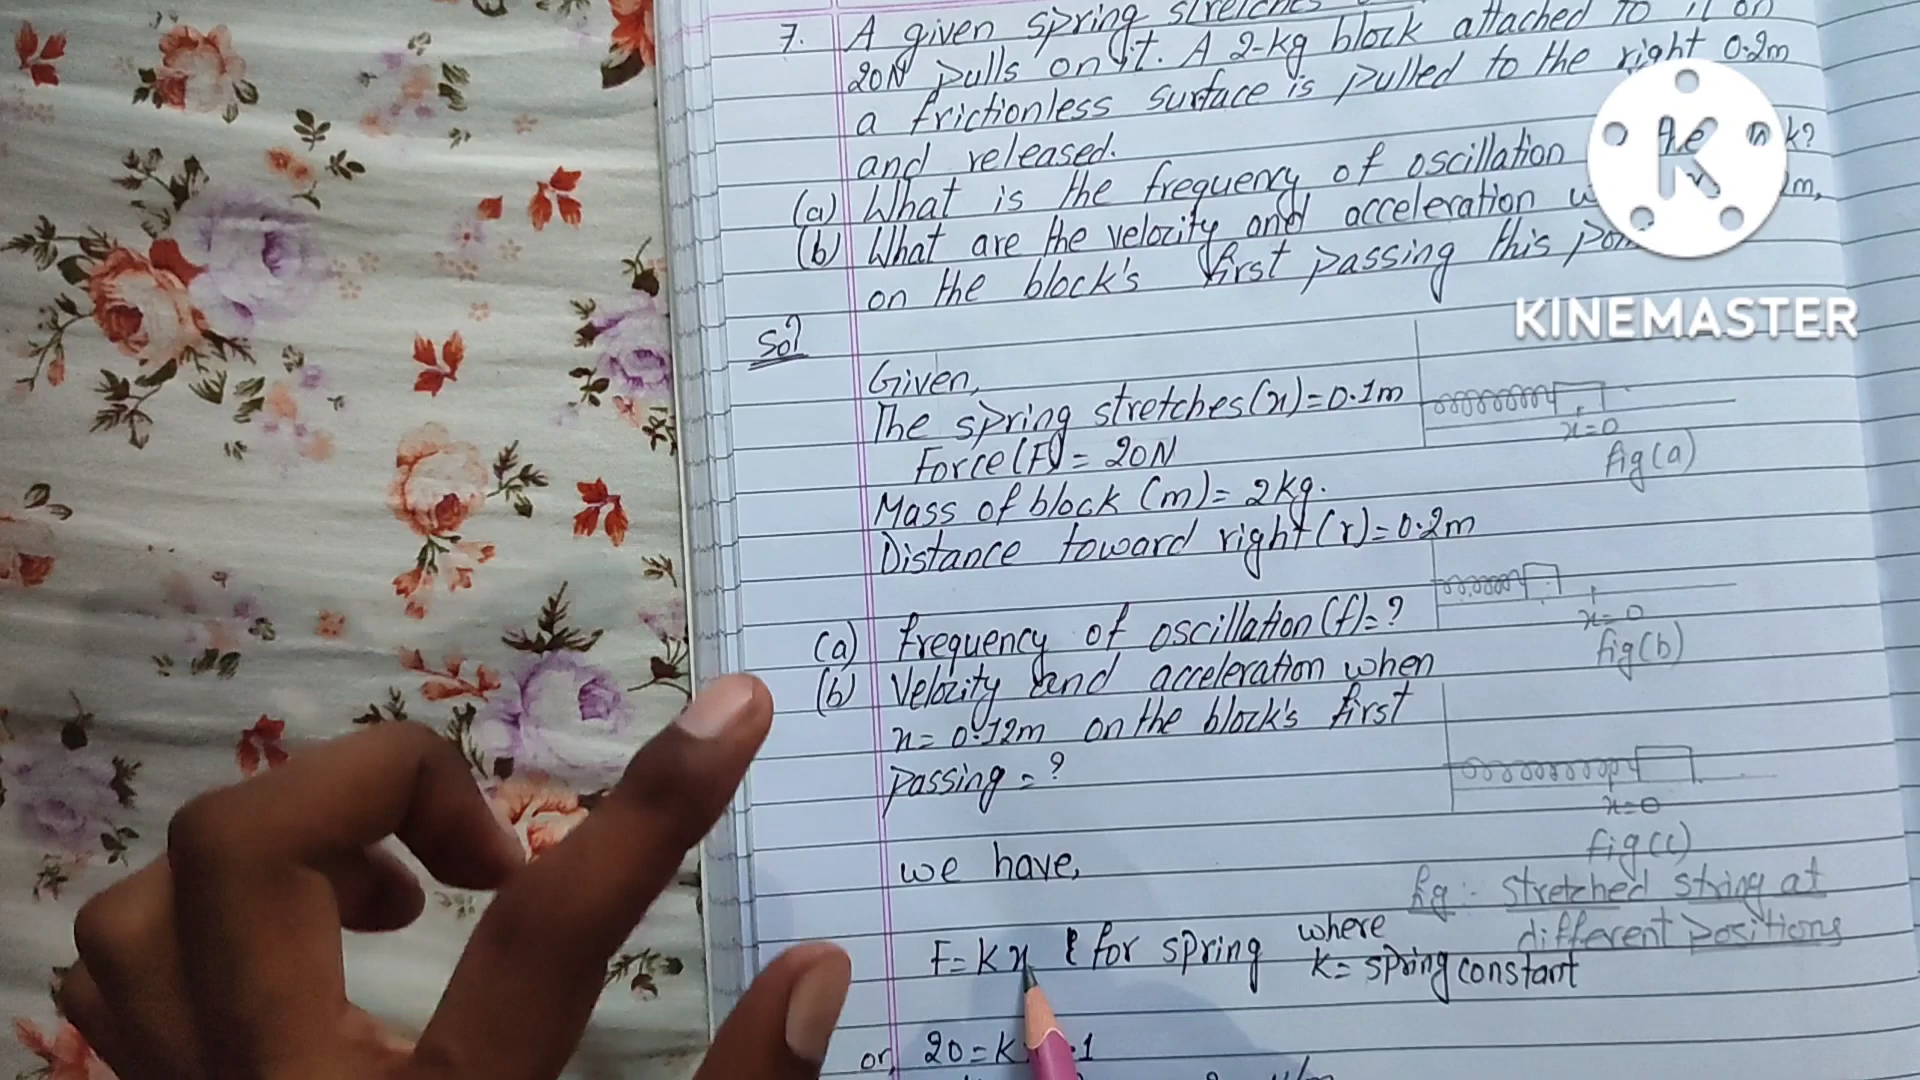 7. A given spring stretches
20N pulls on it. A 2-kg block attached to it on
a frictionless surface is pulled to the right 0.2m
and released.
(a) What is the frequency of oscillation the k?
(b) What are the velocity and acceleration m,
on the block's first passing this
KINEMASTER
Sol
Given,
The spring stretches(x)=0.1m
x=0
fig(a)
Force(F) = 20N
Mass of block (m)= 2kg.
Distance toward right(r)=0.2m
x=0
fig(b)
(a) frequency of oscillation(f)=?
(b) Velocity and acceleration when
x= 0.12m on the block's first
passing = ?
x=0
fig(c)
we have,
fig :- stretched string at
different positions
F= Kx { for spring where
K= spring constant
or, 20=K .1